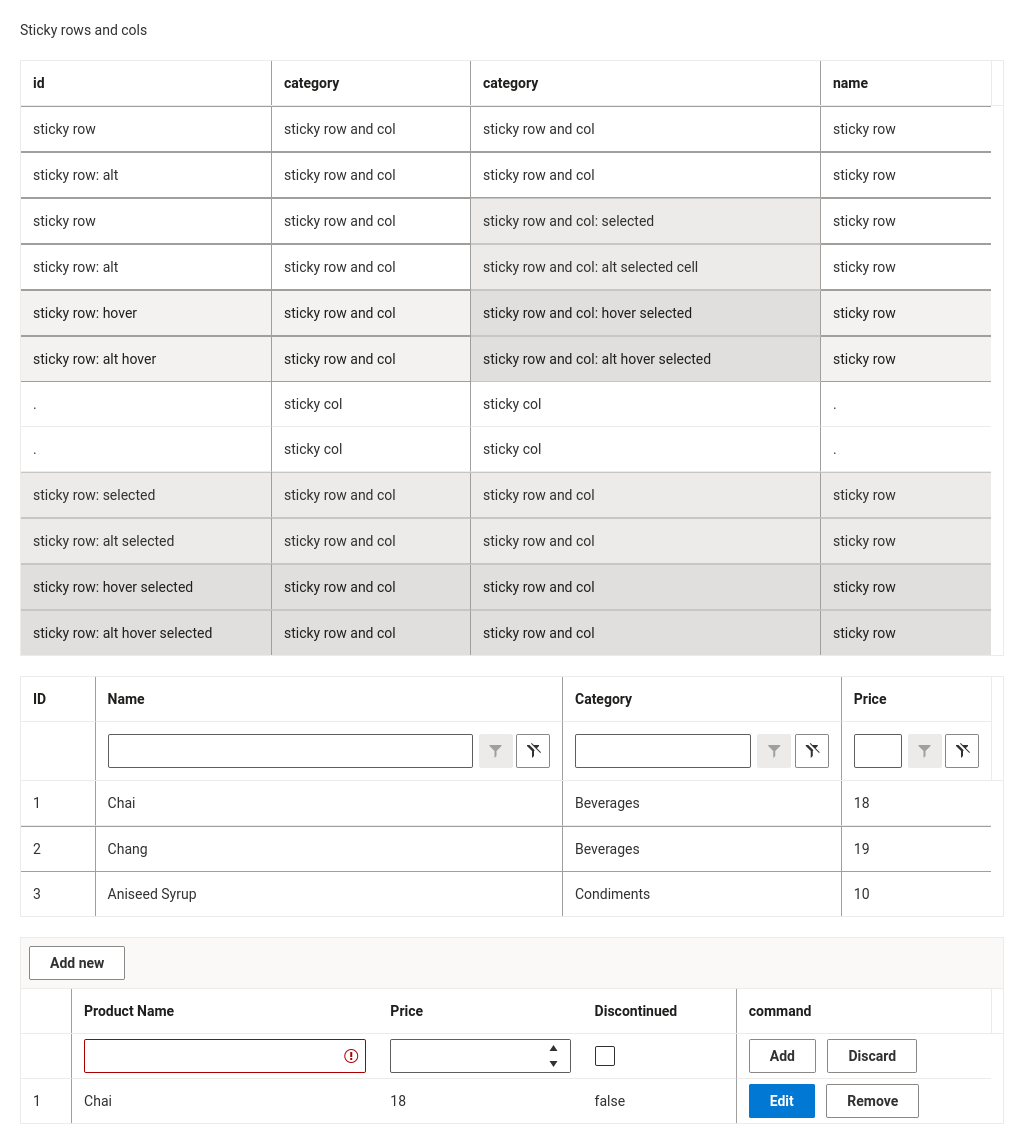 Sticky rows and cols
id category category name
sticky row sticky row and col sticky row and col sticky row
sticky row: alt sticky row and col sticky row and col sticky row
sticky row sticky row and col sticky row and col: selected sticky row
sticky row: alt sticky row and col sticky row and col: alt selected cell sticky row
sticky row: hover sticky row and col sticky row and col: hover selected sticky row
sticky row: alt hover sticky row and col sticky row and col: alt hover selected sticky row
. sticky col sticky col .
. sticky col sticky col .
sticky row: selected sticky row and col sticky row and col sticky row
sticky row: alt selected sticky row and col sticky row and col sticky row
sticky row: hover selected sticky row and col sticky row and col sticky row
sticky row: alt hover selected sticky row and col sticky row and col sticky row
ID Name Category Price
1 Chai Beverages 18
2 Chang Beverages 19
3 Aniseed Syrup Condiments 10
Add new
Product Name Price Discontinued command
Add Discard
1 Chai 18 false Edit Remove